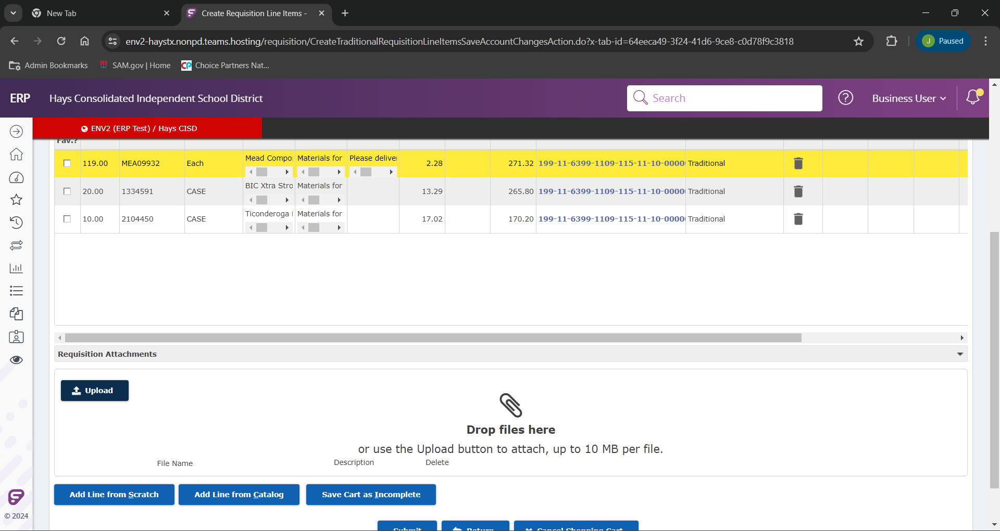 New Tab
Create Requisition Line Items -
env2-haystx.nonpd.teams.hosting/requisition/CreateTraditionalRequisitionLineItemsSaveAccountChangesAction.do?x-tab-id=64eeca49-3f24-41d6-9ce8-c0d78f9c3818
J Paused
Admin Bookmarks
SAM.gov | Home
CP Choice Partners Nat...
ERP Hays Consolidated Independent School District
Search
Business User
ENV2 (ERP Test) / Hays CISD
Fav.?
119.00 MEA09932 Each Mead Compo Materials for Please deliver 2.28 271.32 199-11-6399-1109-115-11-10-0000 Traditional
20.00 1334591 CASE BIC Xtra Stro Materials for 13.29 265.80 199-11-6399-1109-115-11-10-0000 Traditional
10.00 2104450 CASE Ticonderoga Materials for 17.02 170.20 199-11-6399-1109-115-11-10-0000 Traditional
Requisition Attachments
Upload
Drop files here
or use the Upload button to attach, up to 10 MB per file.
File Name Description Delete
Add Line from Scratch Add Line from Catalog Save Cart as Incomplete
© 2024
Submit Return Cancel Shopping Cart